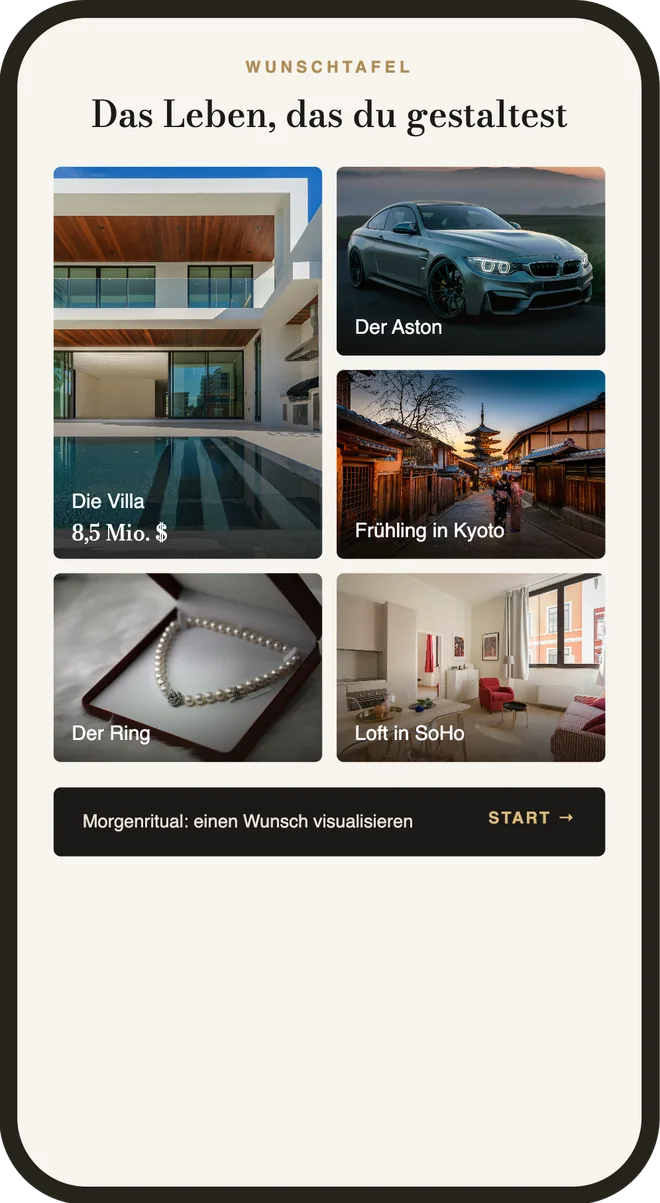 WUNSCHTAFEL
Das Leben, das du gestaltest
Die Villa
8,5 Mio. $
Der Aston
Frühling in Kyoto
Der Ring
Loft in SoHo
Morgenritual: einen Wunsch visualisieren
START →